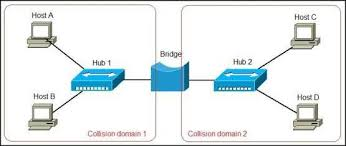 Host A
Host C
Hub 1
Bridge
Hub 2
Host B
Host D
Collision domain 1
Collision domain 2